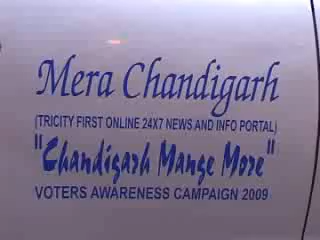 Mera Chandigarh
(TRICITY FIRST ONLINE 24X7 NEWS AND INFO PORTAL)
"Chandigarh Mange More"
VOTERS AWARENESS CAMPAIGN 2009